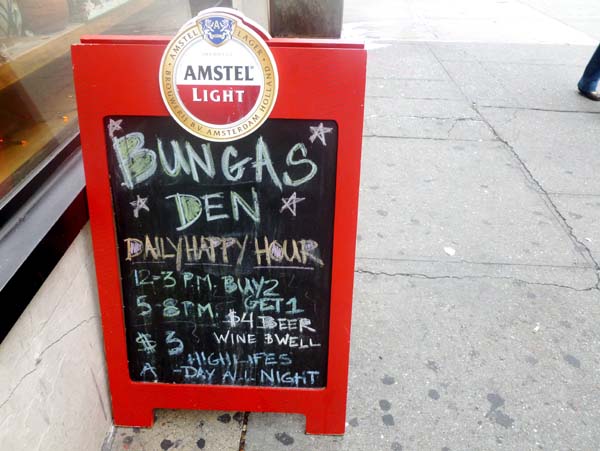 AMSTEL LAGER
IMPORTED
AMSTEL
LIGHT
BROUWERIJ B.V. AMSTERDAM HOLLAND
BUNGAS
DEN
DAILY HAPPY HOUR
12-3 P.M. BUY 2
5-8 P.M. GET 1
$4 BEER
WINE & WELL
$3 HIGHLIFES
A -DAY ALL NIGHT